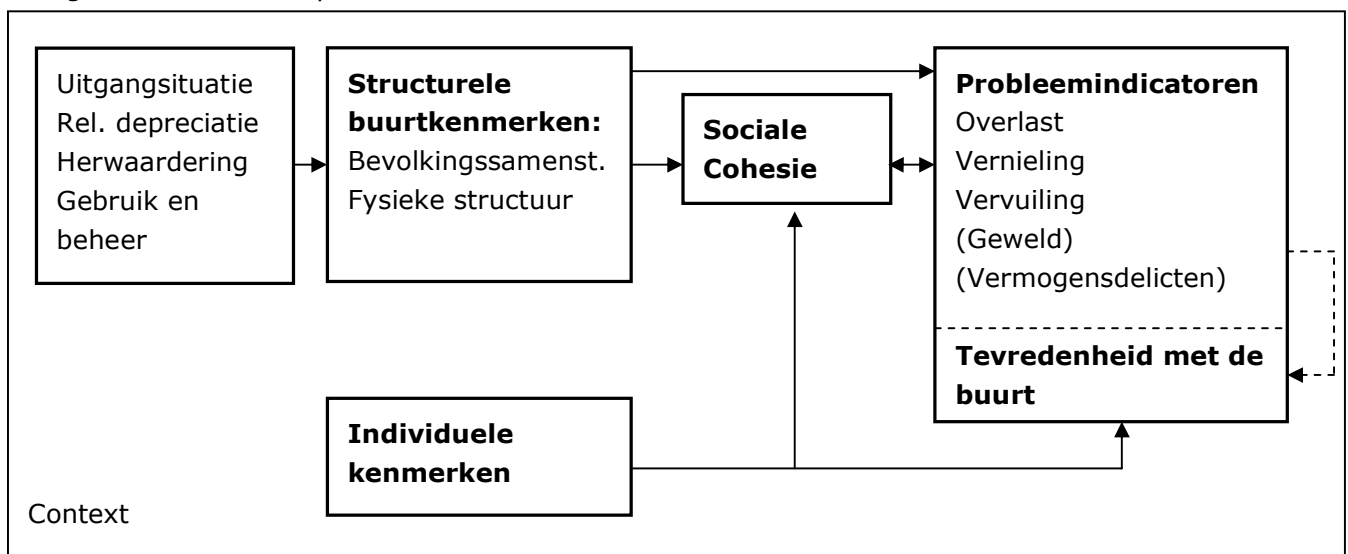 Uitgangsituatie
Rel. depreciatie
Herwaardering
Gebruik en
beheer
Structurele
buurtkenmerken:
Bevolkingssamenst.
Fysieke structuur
Sociale
Cohesie
Probleemindicatoren
Overlast
Vernieling
Vervuiling
(Geweld)
(Vermogensdelicten)
Tevredenheid met de
buurt
Individuele
kenmerken
Context